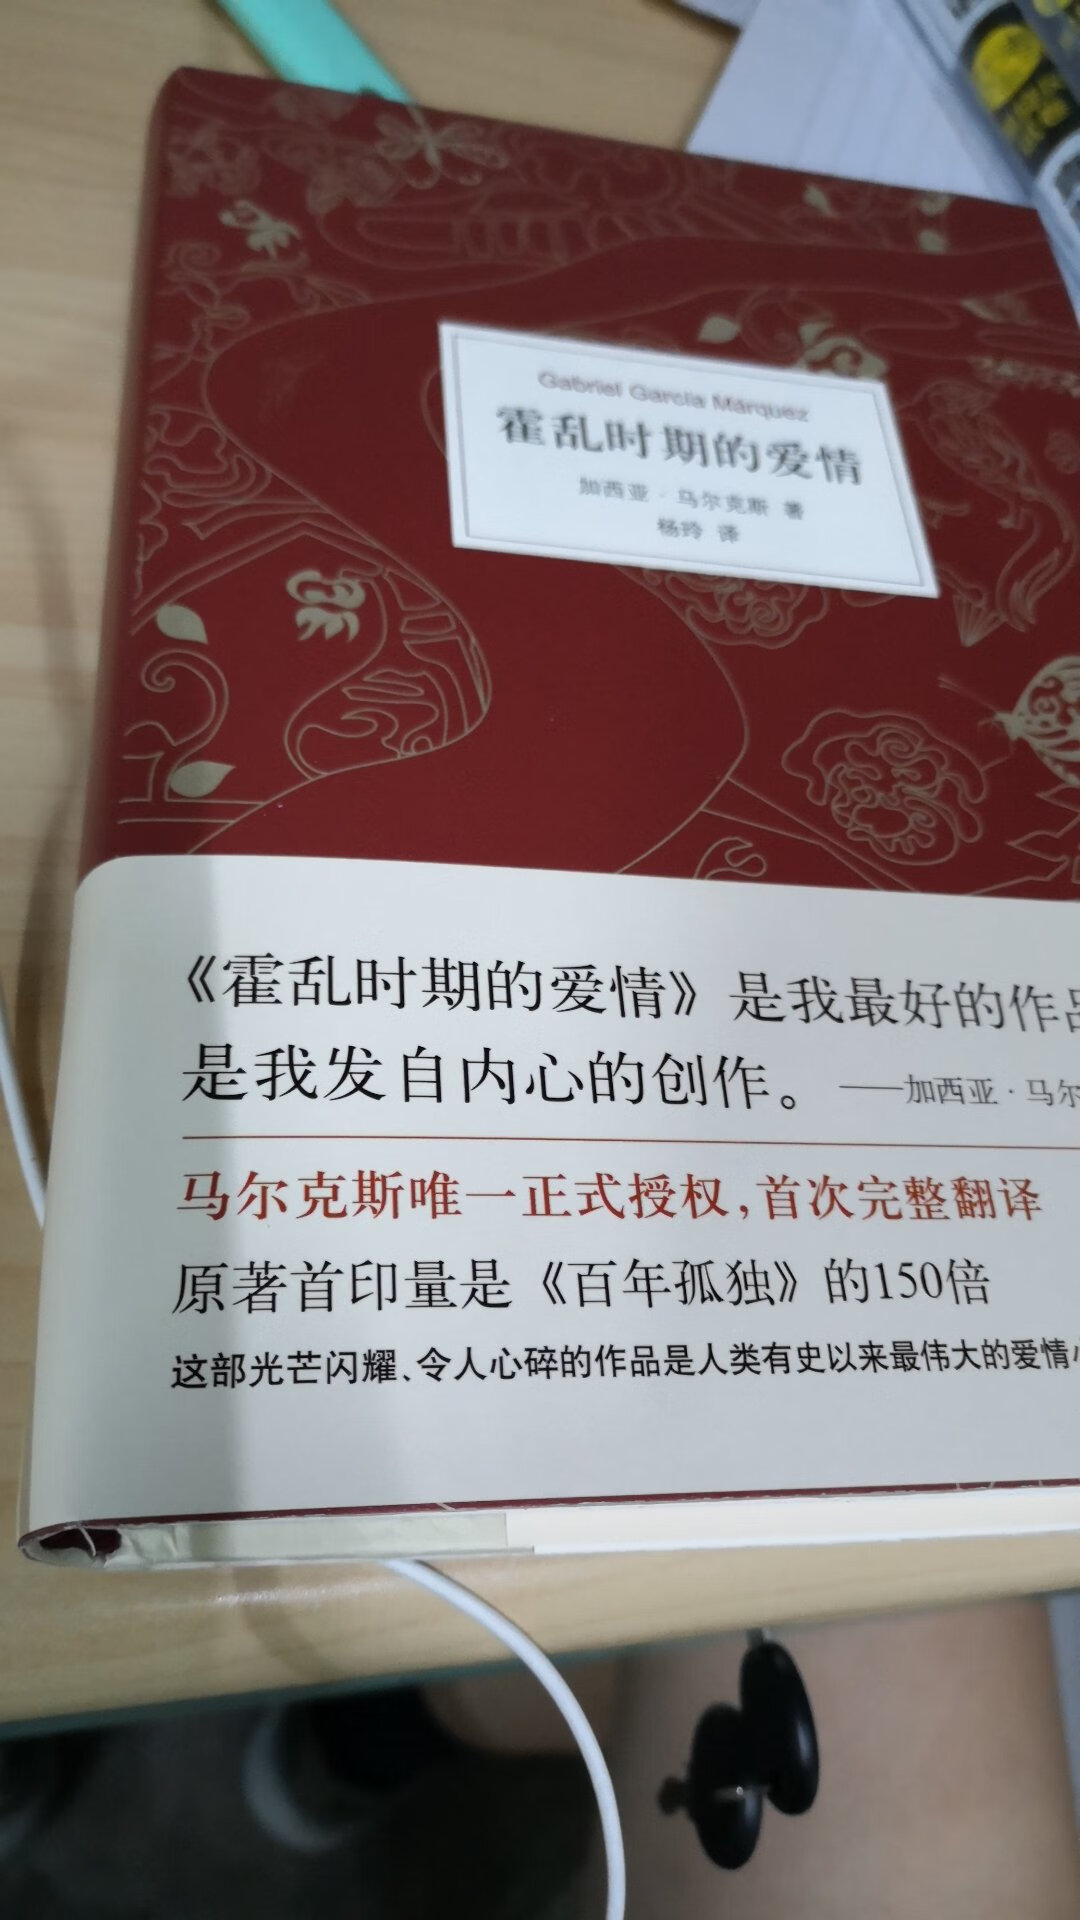 Gabriel García Márquez
霍乱时期的爱情
加西亚·马尔克斯 著
杨玲 译
《霍乱时期的爱情》是我最好的作品
是我发自内心的创作。 ——加西亚·马尔
马尔克斯唯一正式授权,首次完整翻译
原著首印量是《百年孤独》的150倍
这部光芒闪耀、令人心碎的作品是人类有史以来最伟大的爱情